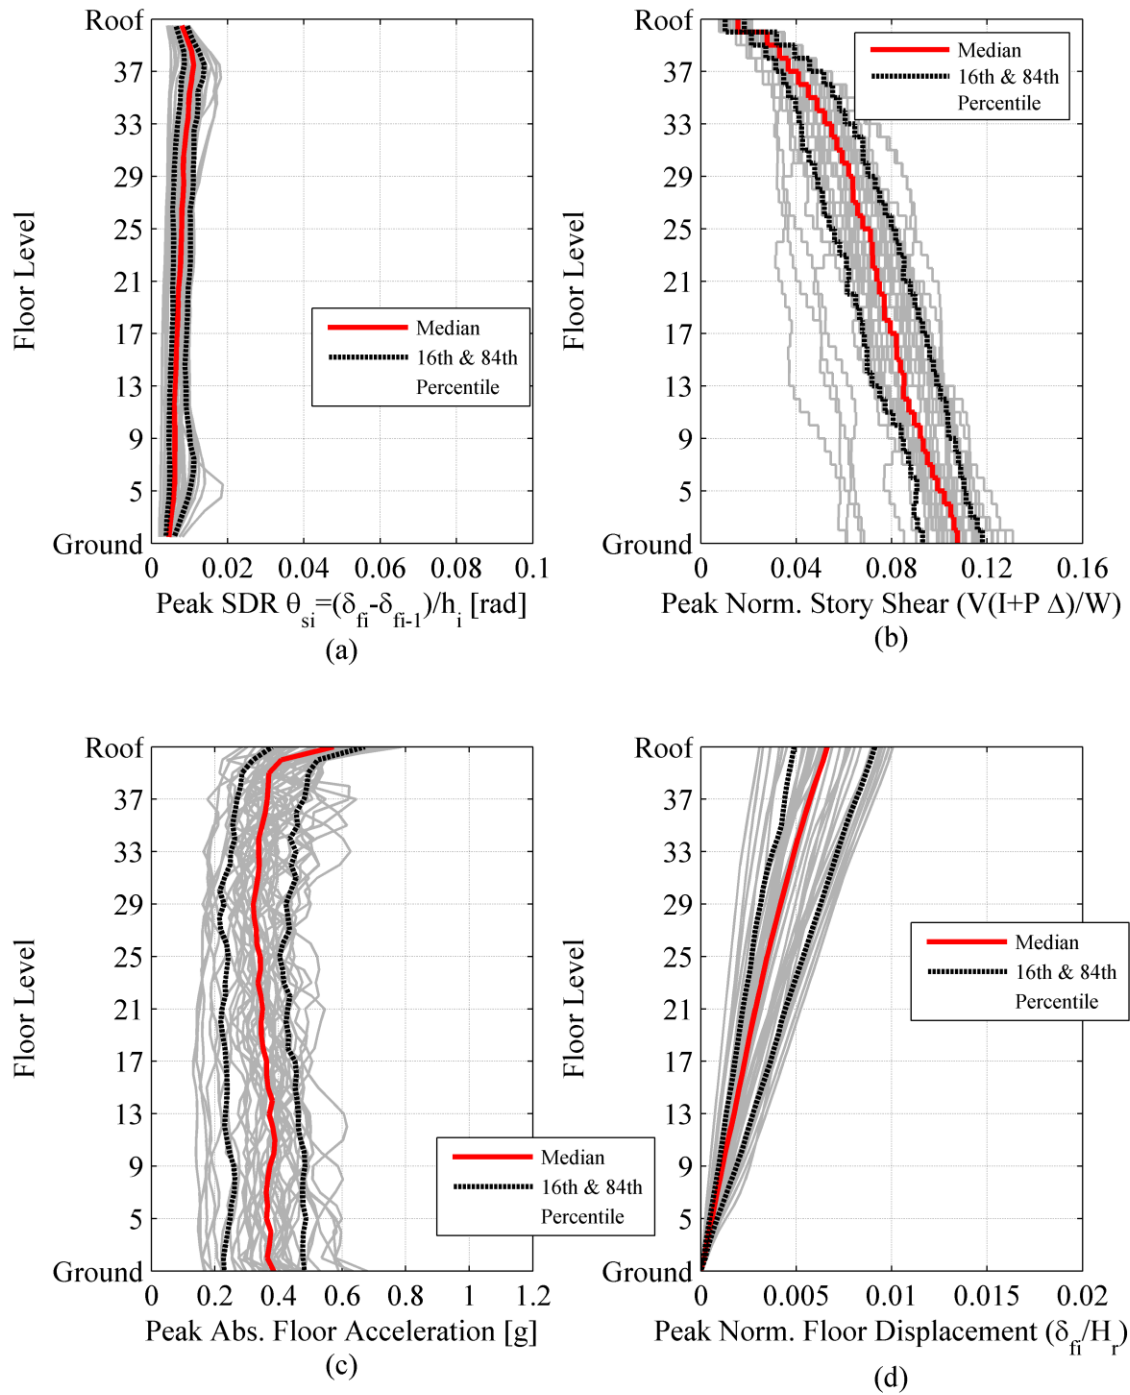 Roof
37
33
29
25
21
17
13
9
5
Ground
Floor Level
Median
16th & 84th
Percentile
0 0.02 0.04 0.06 0.08 0.1
Peak SDR θsi=(δfi-δfi-1)/hi [rad]
(a)
Roof
37
33
29
25
21
17
13
9
5
Ground
Floor Level
Median
16th & 84th
Percentile
0 0.04 0.08 0.12 0.16
Peak Norm. Story Shear (V(I+P Δ)/W)
(b)
Roof
37
33
29
25
21
17
13
9
5
Ground
Floor Level
Median
16th & 84th
Percentile
0 0.2 0.4 0.6 0.8 1 1.2
Peak Abs. Floor Acceleration [g]
(c)
Roof
37
33
29
25
21
17
13
9
5
Ground
Floor Level
Median
16th & 84th
Percentile
0 0.005 0.01 0.015 0.02
Peak Norm. Floor Displacement (δfi/Hr)
(d)